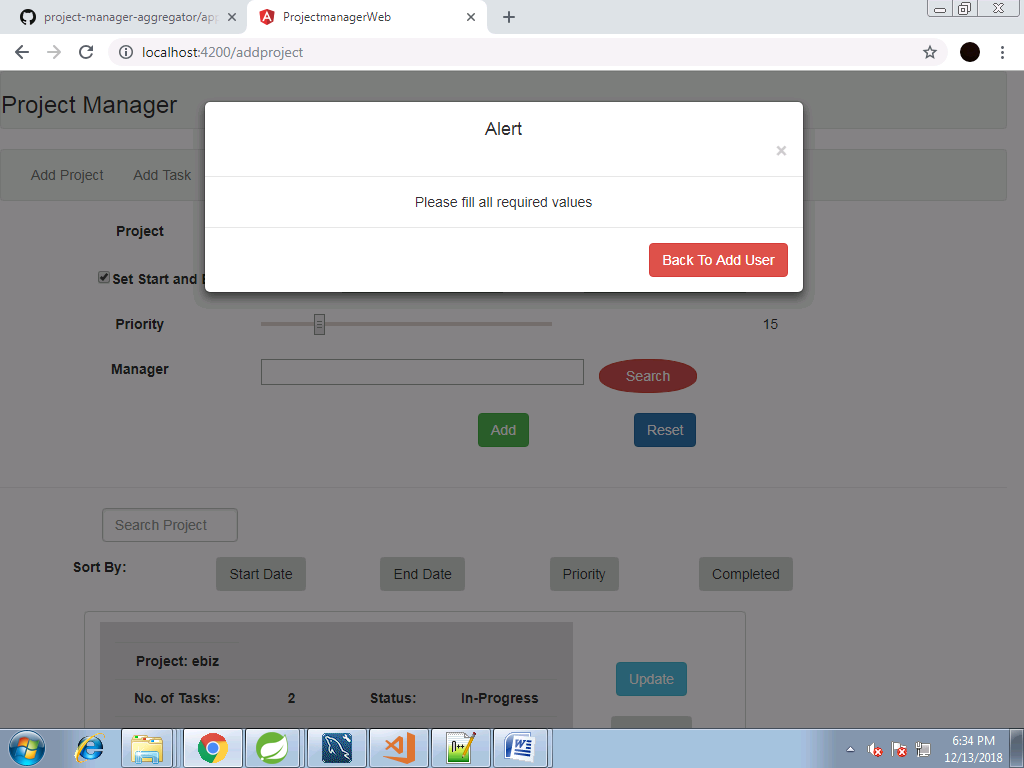 project-manager-aggregator/app
ProjectmanagerWeb
localhost:4200/addproject
Project Manager
Alert
×
Add Project Add Task
Please fill all required values
Project
Back To Add User
Set Start and
Priority 15
Manager Search
Add Reset
Search Project
Sort By: Start Date End Date Priority Completed
Project: ebiz
Update
No. of Tasks: 2 Status: In-Progress
6:34 PM
12/13/2018